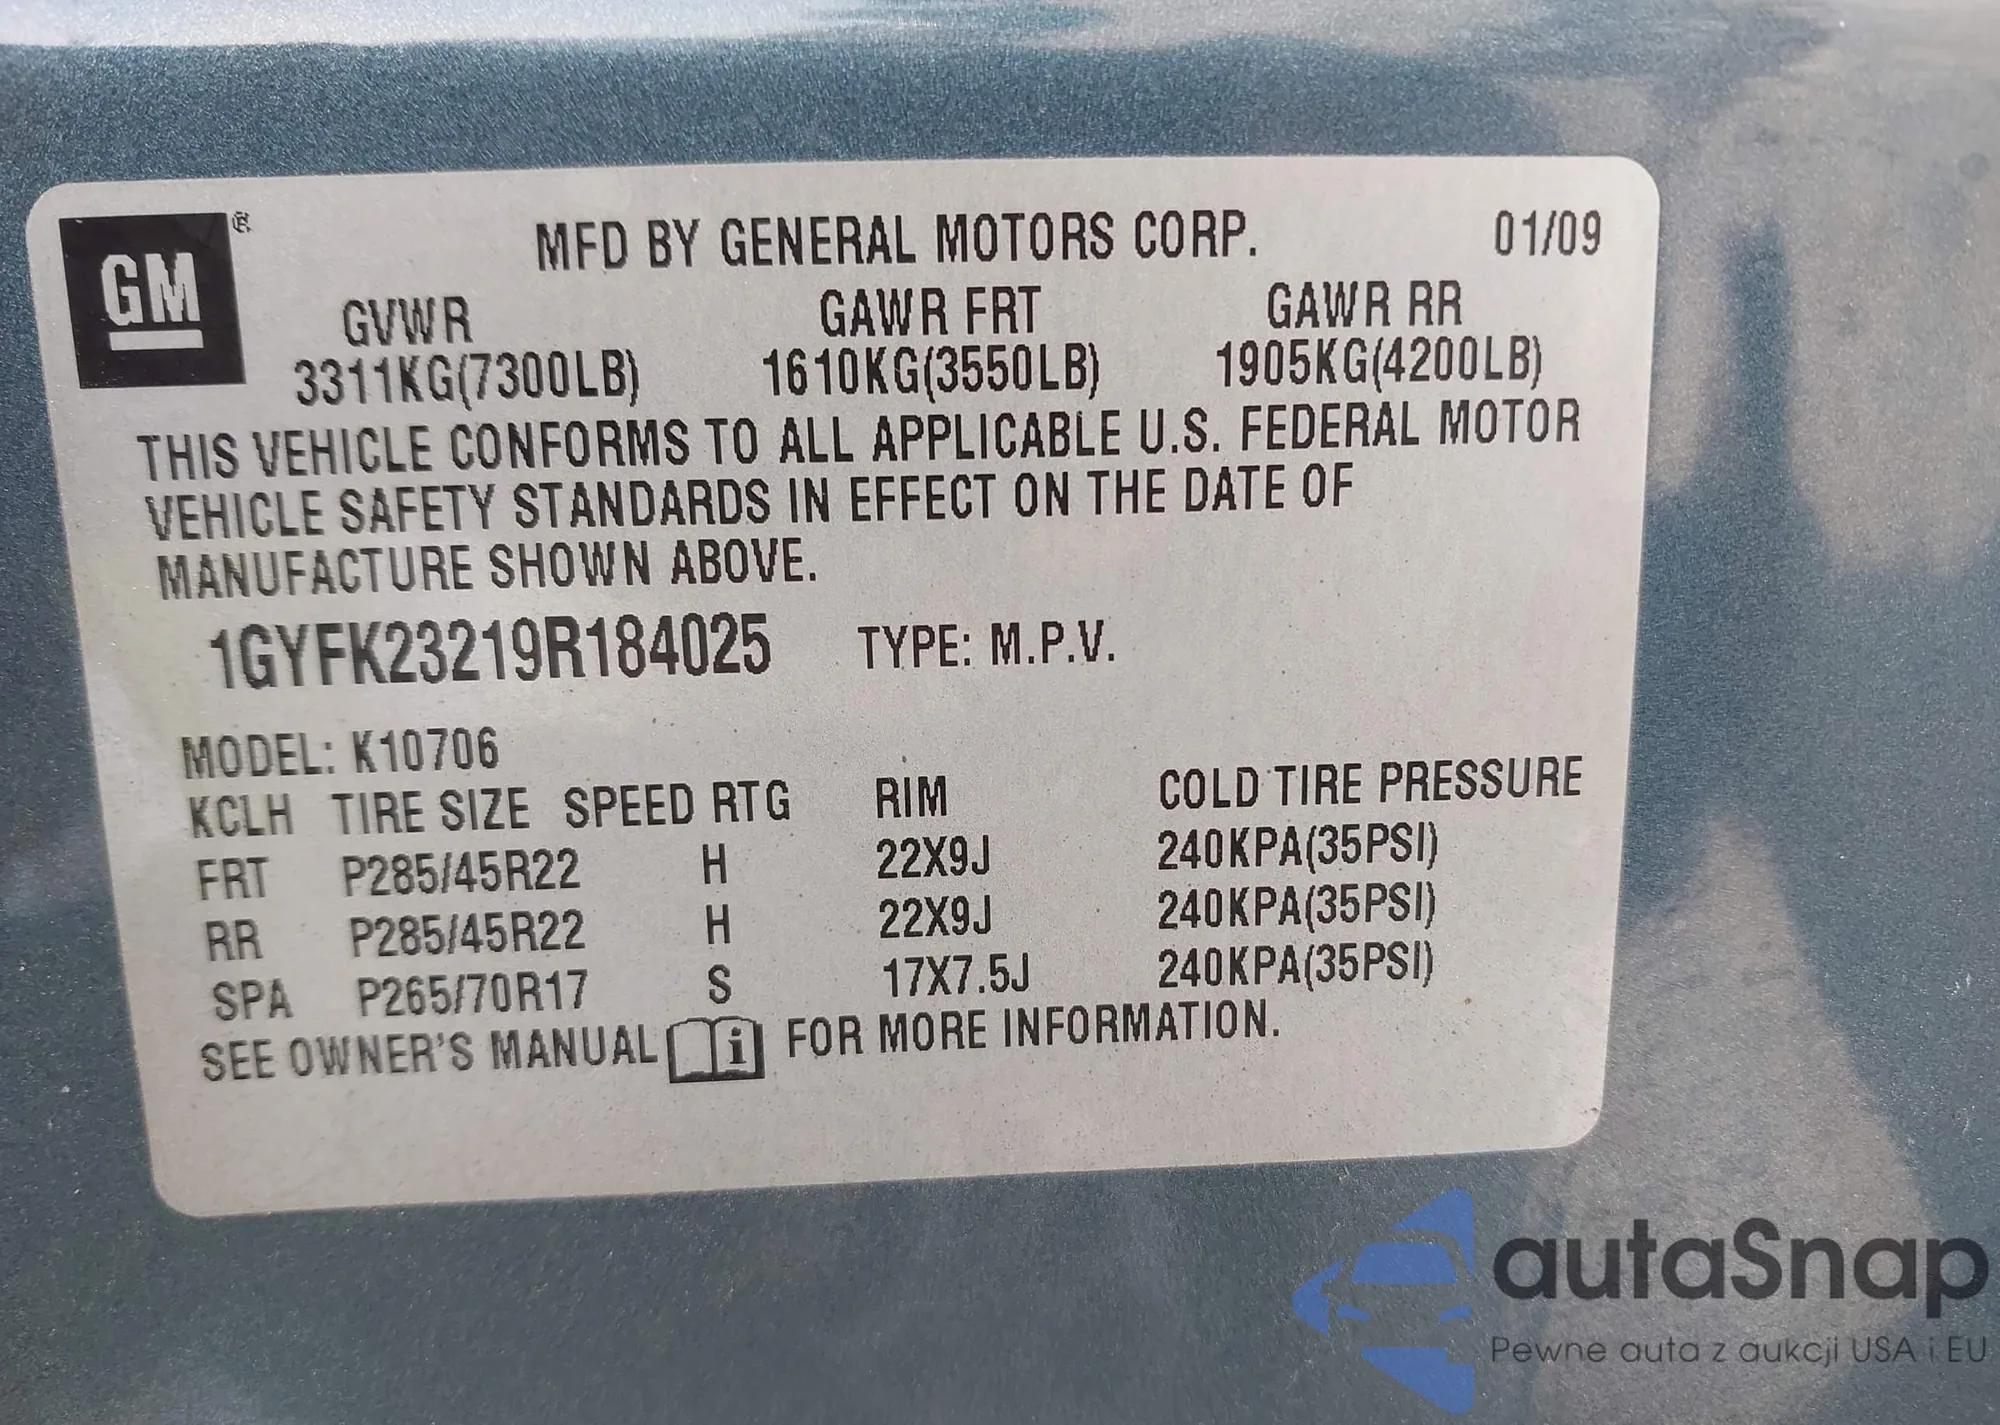 GM ®
MFD BY GENERAL MOTORS CORP. 01/09
GVWR GAWR FRT GAWR RR
3311KG(7300LB) 1610KG(3550LB) 1905KG(4200LB)
THIS VEHICLE CONFORMS TO ALL APPLICABLE U.S. FEDERAL MOTOR
VEHICLE SAFETY STANDARDS IN EFFECT ON THE DATE OF
MANUFACTURE SHOWN ABOVE.
1GYFK23219R184025 TYPE: M.P.V.
MODEL: K10706
KCLH TIRE SIZE SPEED RTG RIM COLD TIRE PRESSURE
FRT P285/45R22 H 22X9J 240KPA(35PSI)
RR P285/45R22 H 22X9J 240KPA(35PSI)
SPA P265/70R17 S 17X7.5J 240KPA(35PSI)
SEE OWNER'S MANUAL i FOR MORE INFORMATION.
autaSnap
Pewne auta z aukcji USA i EU